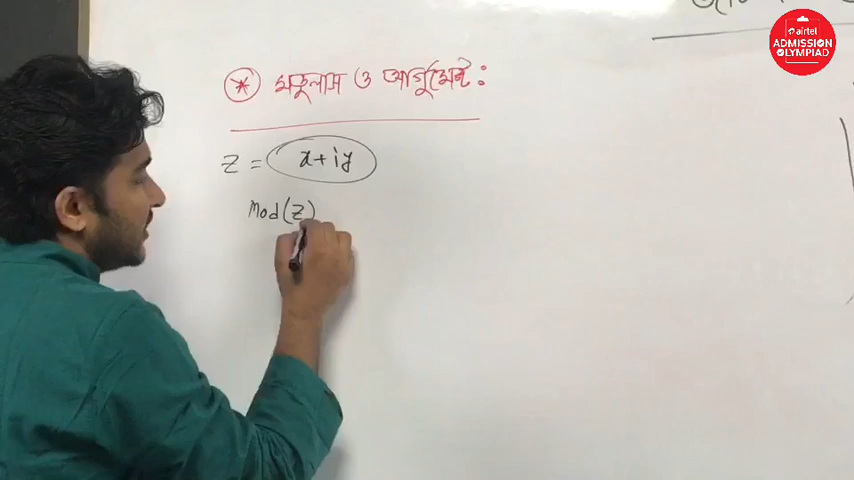 * মডুলাস ও আর্গুমেন্ট:
z = x+iy
Mod(z)
airtel
ADMISSION
OLYMPIAD